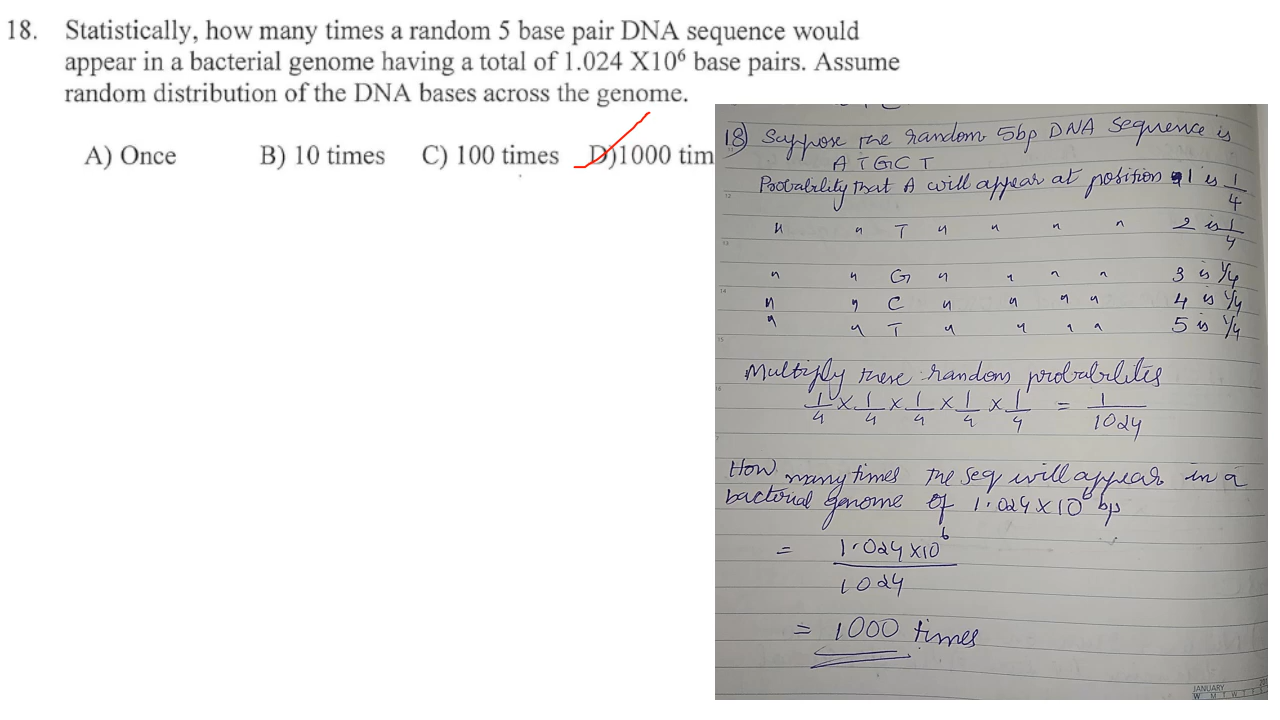 18. Statistically, how many times a random 5 base pair DNA sequence would
appear in a bacterial genome having a total of 1.024 X10⁶ base pairs. Assume
random distribution of the DNA bases across the genome.
A) Once B) 10 times C) 100 times D)1000 tim
18) Suppose the random 5bp DNA sequence is
A T G C T
Probability that A will appear at position 1 is 1/4
" " T " " " " 2 is 1/4
" " G " " " " 3 is 1/4
" " C " " " " 4 is 1/4
" " T " " " " 5 is 1/4
Multiply these random probabilites
1/4 X 1/4 X 1/4 X 1/4 X 1/4 = 1/1024
How many times the seq will appear in a
bacterial genome of 1.024 X 10⁶ bp
= 1.024 X10⁶
1024
= 1000 times
JANUARY
W M T W T